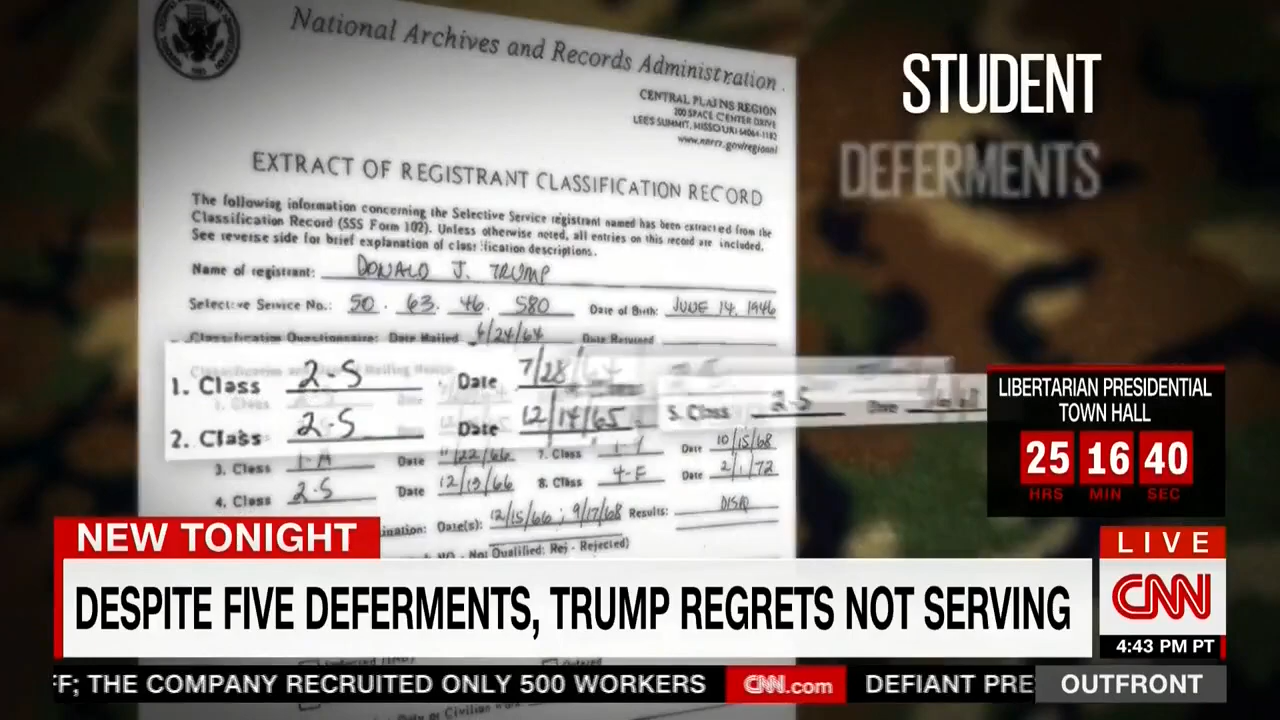 National Archives and Records Administration
CENTRAL PLAINS REGION
200 SPACE CENTER DRIVE
LEE'S SUMMIT, MISSOURI 64064-1182
STUDENT
DEFERMENTS
EXTRACT OF REGISTRANT CLASSIFICATION RECORD
The following information concerning the Selective Service registrant named has been extracted from the
Classification Record (SSS Form 102). Unless otherwise noted, all entries on this record are included.
See reverse side for brief explanation of classification descriptions.
Name of registrant: DONALD J. TRUMP
Selective Service No.: 50 . 63 . 46 . 580 Date of Birth: JUNE 14, 1946
Classification Questionnaire: Date Mailed 6/24/64 Date Returned
1. Class 2-S Date 7/28/64
2. Class 2-S Date 12/14/65
5. Class 2-S Date
3. Class 1-A Date 11/22/66 7. Class 1-Y Date 10/15/68
4. Class 2-S Date 12/13/66 8. Class 4-F Date 2/1/72
ination: Date(s): 12/15/66 ; 9/17/68 Results: DISQ
Not Qualified: Rej - Rejected)
LIBERTARIAN PRESIDENTIAL
TOWN HALL
25 16 40
HRS MIN SEC
NEW TONIGHT
DESPITE FIVE DEFERMENTS, TRUMP REGRETS NOT SERVING
LIVE
CNN
4:43 PM PT
FF; THE COMPANY RECRUITED ONLY 500 WORKERS CNN.com DEFIANT PRE OUTFRONT